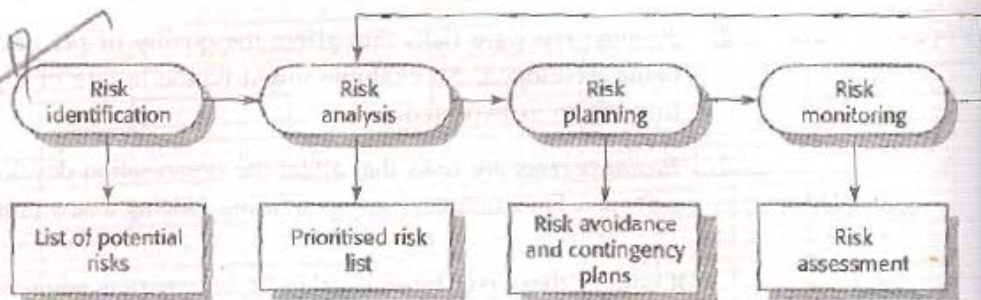 Risk
identification
Risk
analysis
Risk
planning
Risk
monitoring
List of potential
risks
Prioritised risk
list
Risk avoidance
and contingency
plans
Risk
assessment